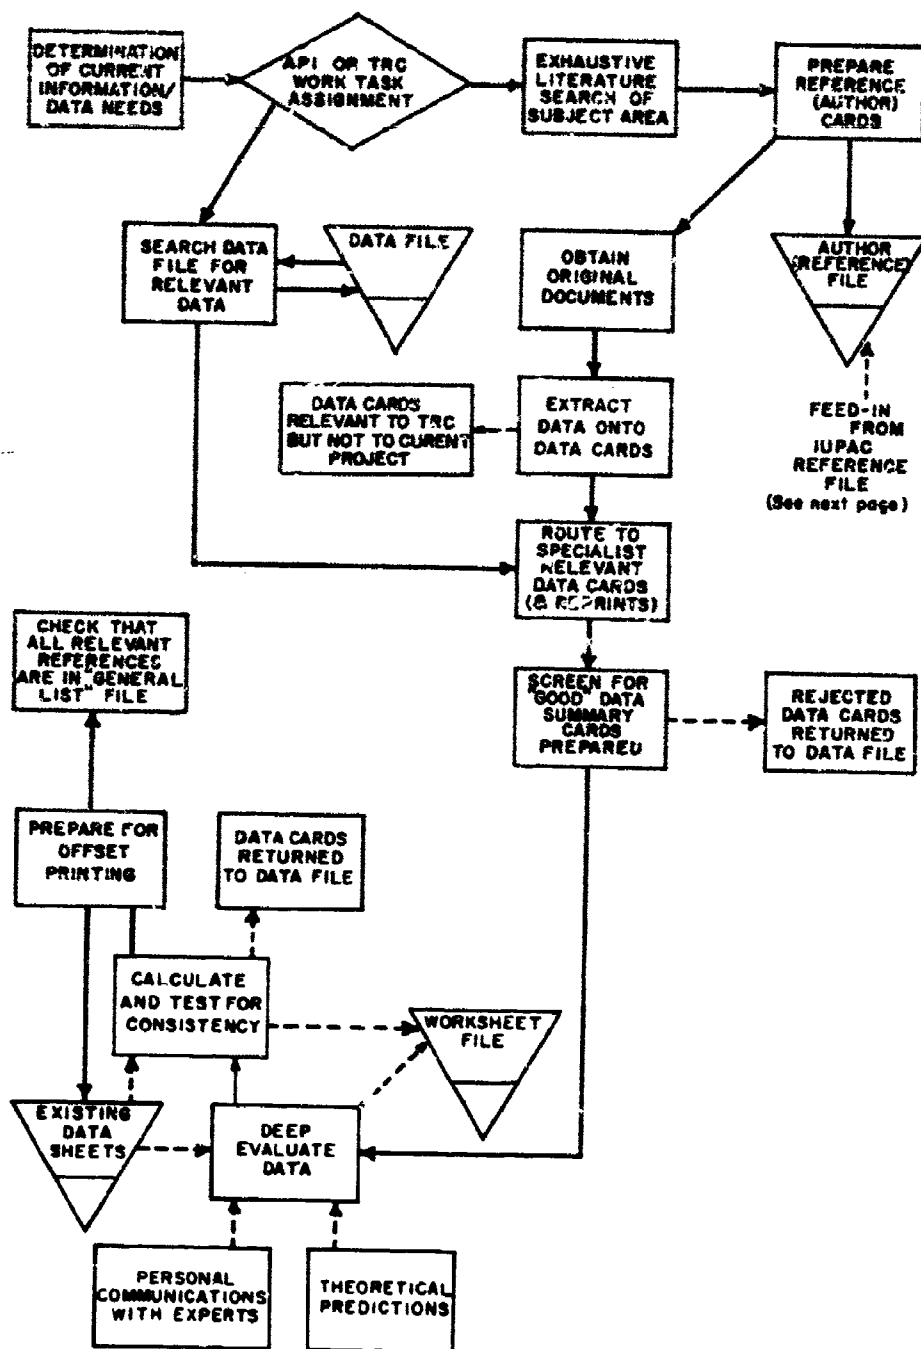 DETERMINATION
OF CURRENT
INFORMATION/
DATA NEEDS
API OR TRC
WORK TASK
ASSIGNMENT
EXHAUSTIVE
LITERATURE
SEARCH OF
SUBJECT AREA
PREPARE
REFERENCE
(AUTHOR)
CARDS
SEARCH DATA
FILE FOR
RELEVANT
DATA
DATA FILE
OBTAIN
ORIGINAL
DOCUMENTS
AUTHOR
(REFERENCE)
FILE
DATA CARDS
RELEVANT TO TRC
BUT NOT TO CURENT
PROJECT
EXTRACT
DATA ONTO
DATA CARDS
FEED-IN
FROM
IUPAC
REFERENCE
FILE
(See next page)
ROUTE TO
SPECIALIST
RELEVANT
DATA CARDS
(& REPRINTS)
CHECK THAT
ALL RELEVANT
REFERENCES
ARE IN "GENERAL
LIST" FILE
SCREEN FOR
"GOOD" DATA
SUMMARY
CARDS
PREPARED
REJECTED
DATA CARDS
RETURNED
TO DATA FILE
PREPARE FOR
OFFSET
PRINTING
DATA CARDS
RETURNED
TO DATA FILE
CALCULATE
AND TEST FOR
CONSISTENCY
WORKSHEET
FILE
EXISTING
DATA
SHEETS
DEEP
EVALUATE
DATA
PERSONAL
COMMUNICATIONS
WITH EXPERTS
THEORETICAL
PREDICTIONS